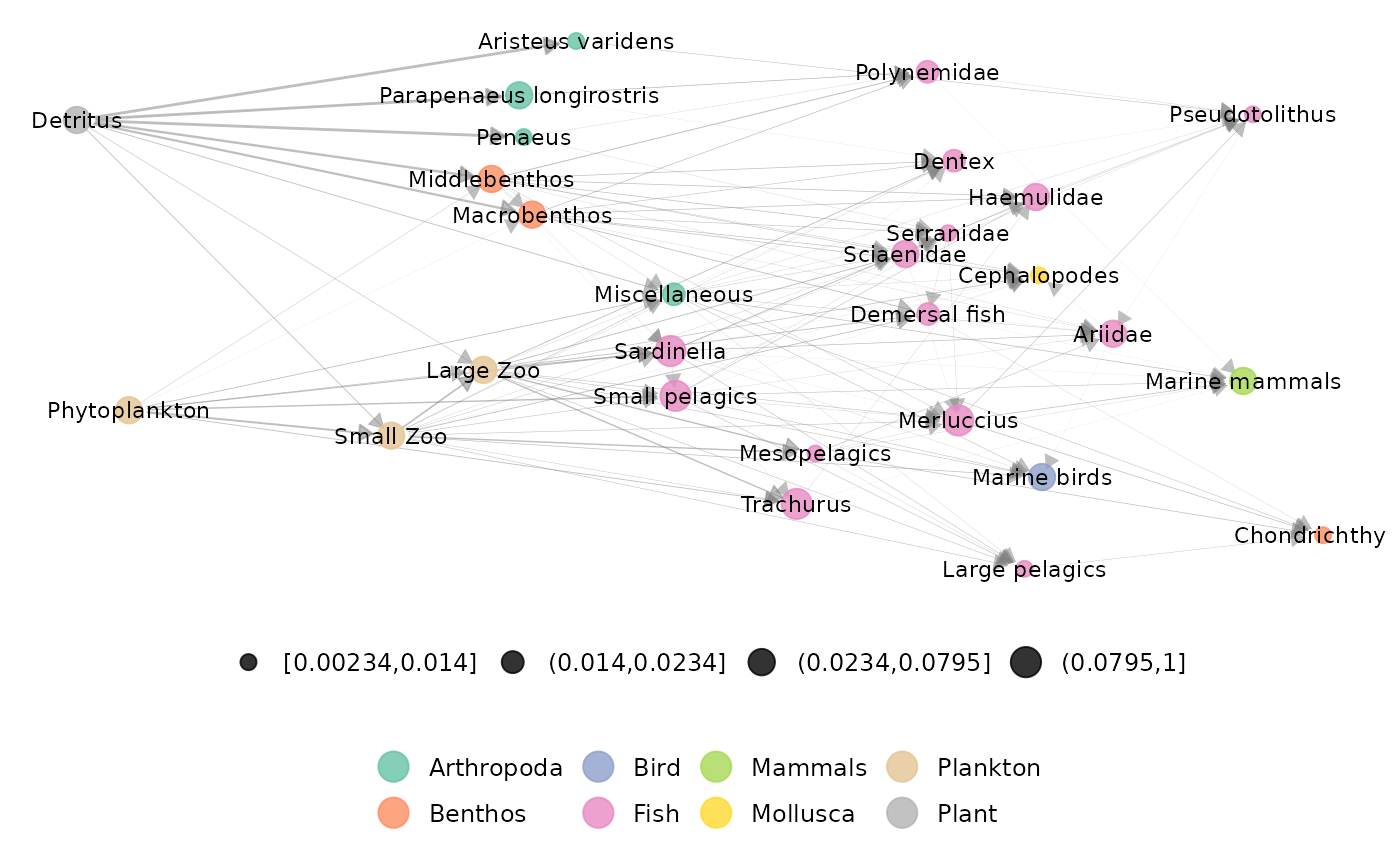 Aristeus varidens
Polynemidae
Parapenaeus longirostris
Pseudotolithus
Detritus
Penaeus
Dentex
Middlebenthos
Haemulidae
Macrobenthos
Serranidae
Sciaenidae
Cephalopodes
Miscellaneous
Demersal fish
Ariidae
Sardinella
Large Zoo
Marine mammals
Small pelagics
Phytoplankton
Merluccius
Small Zoo
Mesopelagics
Marine birds
Trachurus
Chondrichthy
Large pelagics
[0.00234,0.014] (0.014,0.0234] (0.0234,0.0795] (0.0795,1]
Arthropoda Bird Mammals Plankton
Benthos Fish Mollusca Plant